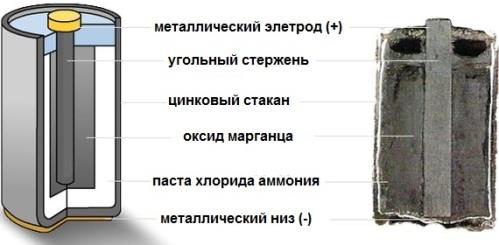 металлический элетрод (+)
угольный стержень
цинковый стакан
оксид марганца
паста хлорида аммония
металлический низ (-)